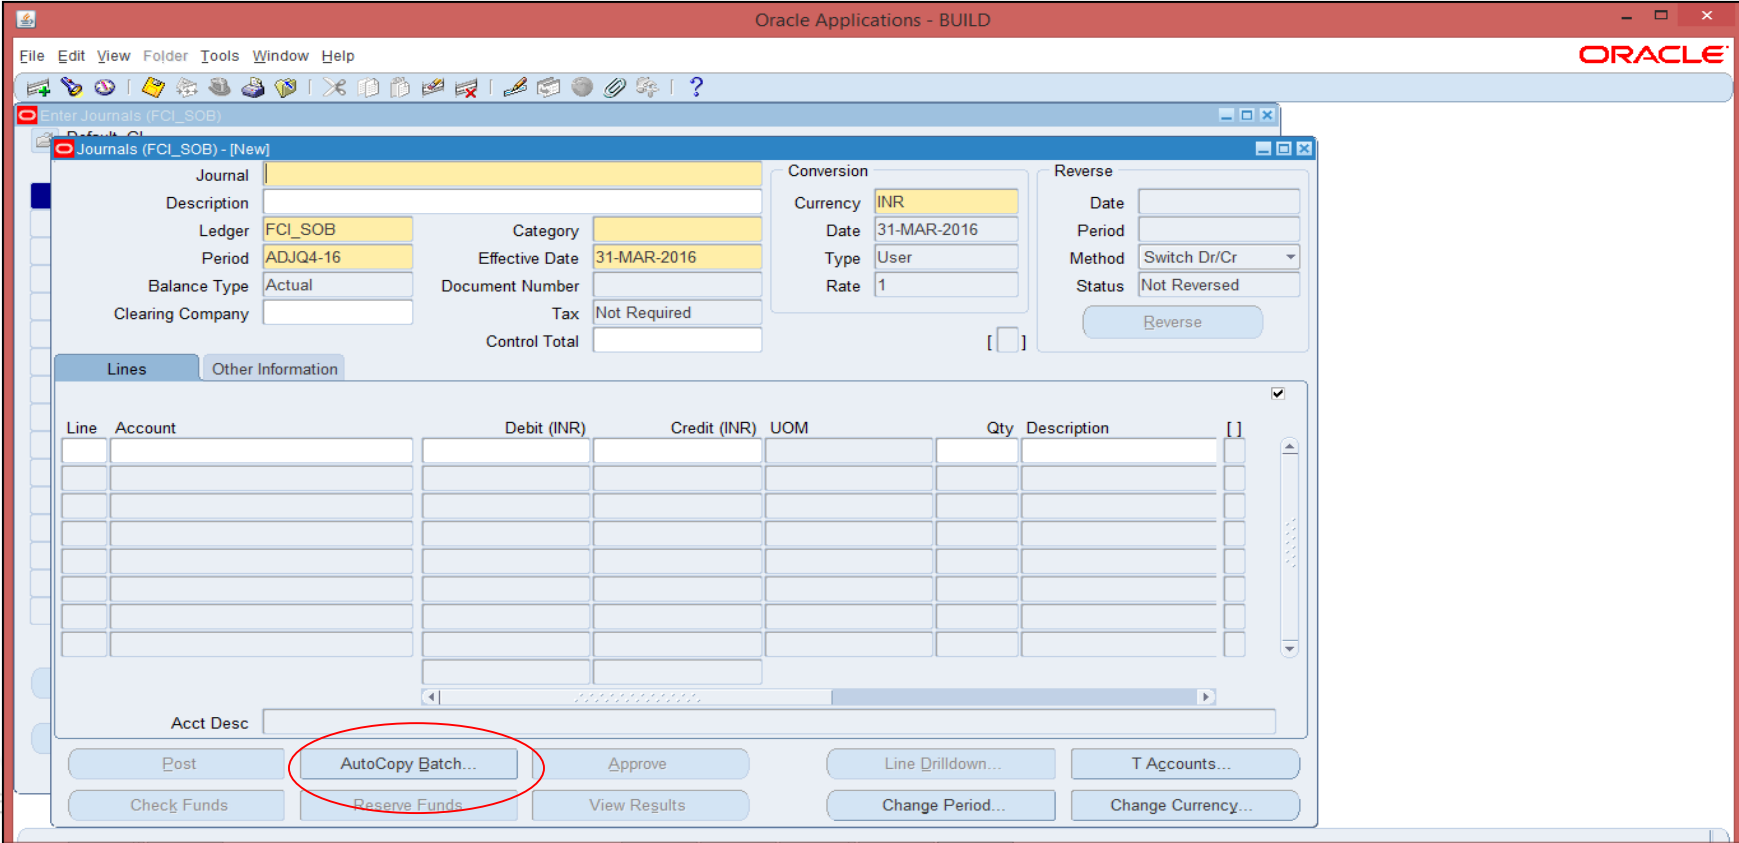 Oracle Applications - BUILD
File Edit View Folder Tools Window Help
ORACLE
Enter Journals (FCI_SOB)
Journals (FCI_SOB) - [New]
Journal
Conversion
Reverse
Description
Currency INR
Date
Ledger FCI_SOB
Category
Date 31-MAR-2016
Period
Period ADJQ4-16
Effective Date 31-MAR-2016
Type User
Method Switch Dr/Cr
Balance Type Actual
Document Number
Rate 1
Status Not Reversed
Clearing Company
Tax Not Required
Reverse
Control Total
[ ]
Lines Other Information
Line Account Debit (INR) Credit (INR) UOM Qty Description [ ]
Acct Desc
Post AutoCopy Batch... Approve Line Drilldown... T Accounts...
Check Funds Reserve Funds View Results Change Period... Change Currency...